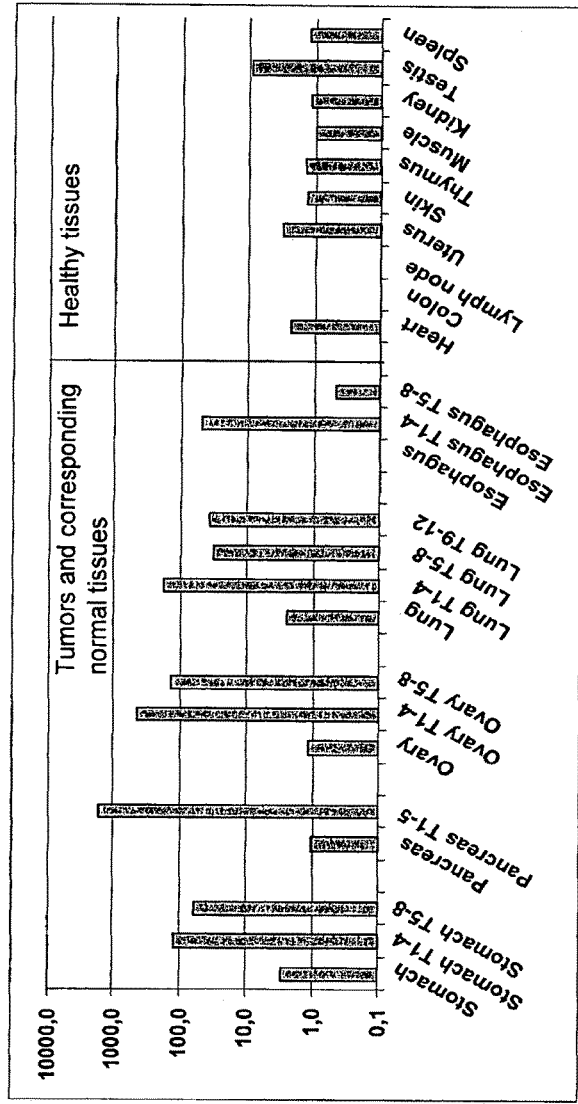 10000,0
1000,0
100,0
10,0
1,0
0,1
Tumors and corresponding
normal tissues
Healthy tissues
Stomach
Stomach T1-4
Stomach T5-8
Pancreas
Pancreas T1-5
Ovary
Ovary T1-4
Ovary T5-8
Lung
Lung T1-4
Lung T5-8
Lung T9-12
Esophagus
Esophagus T1-4
Esophagus T5-8
Heart
Colon
Lymph node
Uterus
Skin
Thymus
Muscle
Kidney
Testis
Spleen